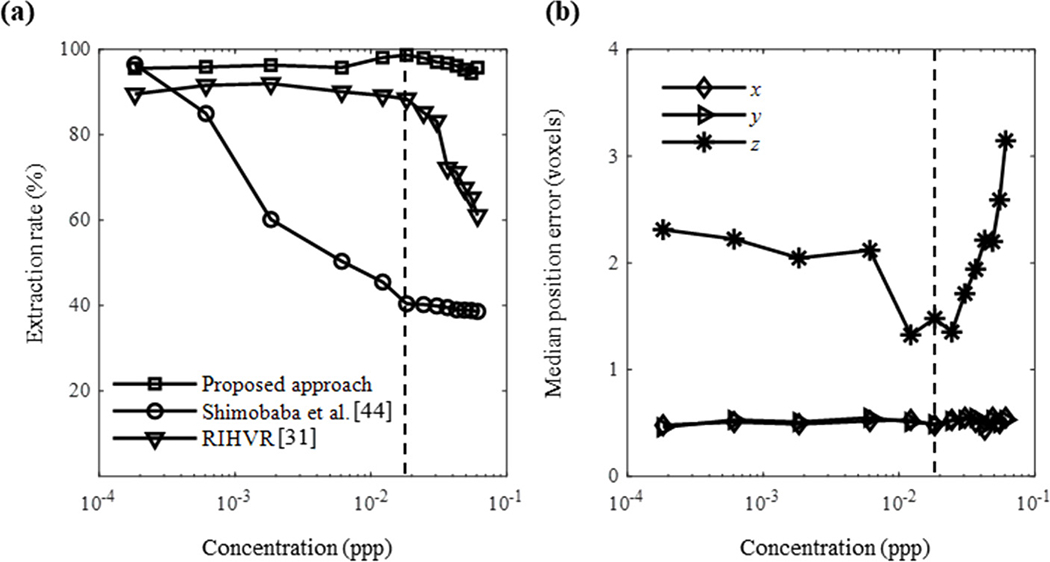 (a)
100
80
60
40
20
Extraction rate (%)
Proposed approach
Shimobaba et al. [44]
RIHVR [31]
10⁻⁴
10⁻³
10⁻²
10⁻¹
Concentration (ppp)
(b)
4
3
2
1
0
Median position error (voxels)
x
y
z
10⁻⁴
10⁻³
10⁻²
10⁻¹
Concentration (ppp)